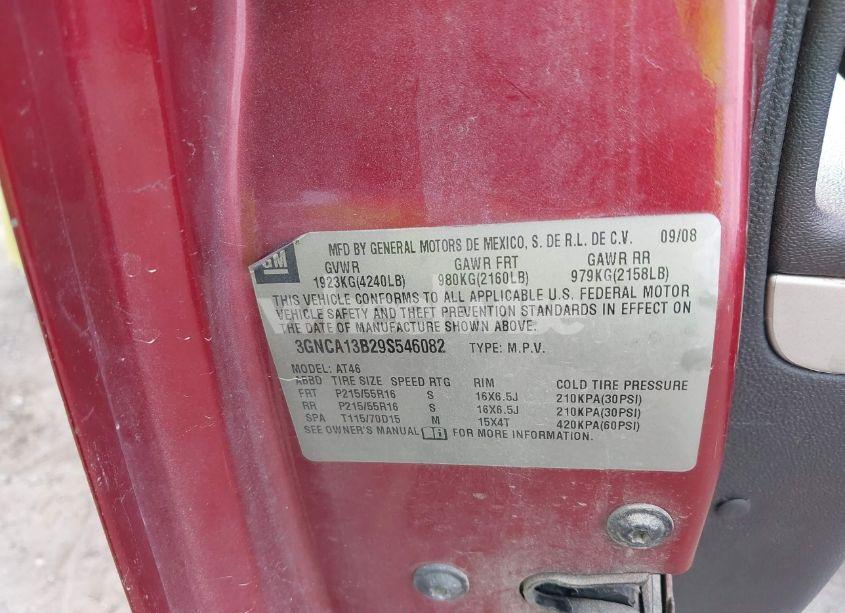 GM
MFD BY GENERAL MOTORS DE MEXICO, S. DE R.L. DE C.V. 09/08
GVWR GAWR FRT GAWR RR
1923KG(4240LB) 980KG(2160LB) 979KG(2158LB)
THIS VEHICLE CONFORMS TO ALL APPLICABLE U.S. FEDERAL MOTOR
VEHICLE SAFETY AND THEFT PREVENTION STANDARDS IN EFFECT ON
THE DATE OF MANUFACTURE SHOWN ABOVE.
3GNCA13B29S546082 TYPE: M.P.V.
MODEL: AT46
ABBD TIRE SIZE SPEED RTG RIM COLD TIRE PRESSURE
FRT P215/55R16 S 16X6.5J 210KPA(30PSI)
RR P215/55R16 S 16X6.5J 210KPA(30PSI)
SPA T115/70D15 M 15X4T 420KPA(60PSI)
SEE OWNER'S MANUAL FOR MORE INFORMATION.